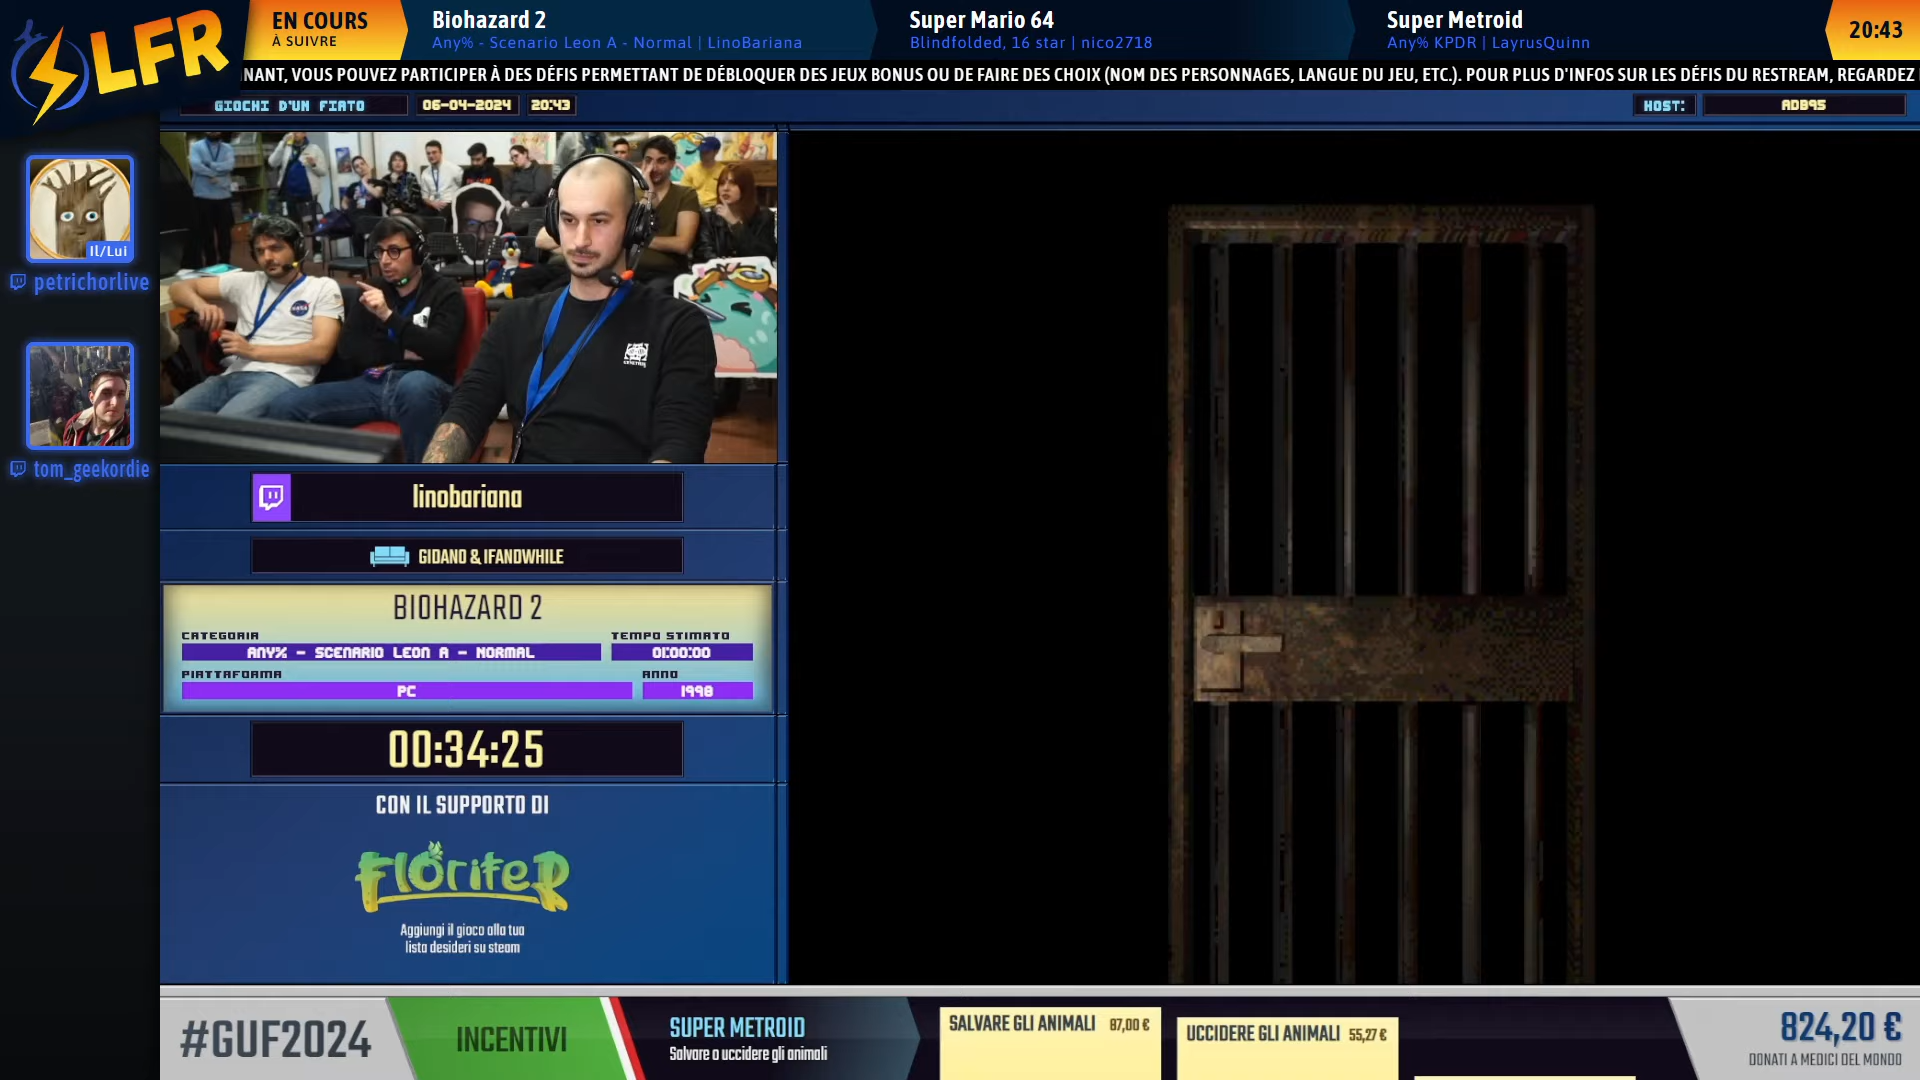 LFR
EN COURS
À SUIVRE
Biohazard 2
Any% - Scenario Leon A - Normal | LinoBariana
Super Mario 64
Blindfolded, 16 star | nico2718
Super Metroid
Any% KPDR | LayrusQuinn
20:43
NANT, VOUS POUVEZ PARTICIPER À DES DÉFIS PERMETTANT DE DÉBLOQUER DES JEUX BONUS OU DE FAIRE DES CHOIX (NOM DES PERSONNAGES, LANGUE DU JEU, ETC.). POUR PLUS D'INFOS SUR LES DÉFIS DU RESTREAM, REGARDEZ
GIOCHI D'UN FIATO
06-04-2024
20:43
HOST:
ADB95
Il/Lui
petrichorlive
tom_geekordie
NASA
linobariana
GIDANO & IFANDWHILE
BIOHAZARD 2
CATEGORIA
TEMPO STIMATO
ANY% - SCENARIO LEON A - NORMAL
01:00:00
PIATTAFORMA
ANNO
PC
1998
00:34:25
CON IL SUPPORTO DI
FlorifeR
Aggiungi il gioco alla tua
lista desideri su steam
#GUF2024
INCENTIVI
SUPER METROID
Salvare o uccidere gli animali
SALVARE GLI ANIMALI 87,00 €
UCCIDERE GLI ANIMALI 55,27 €
824,20 €
DONATI A MEDICI DEL MONDO